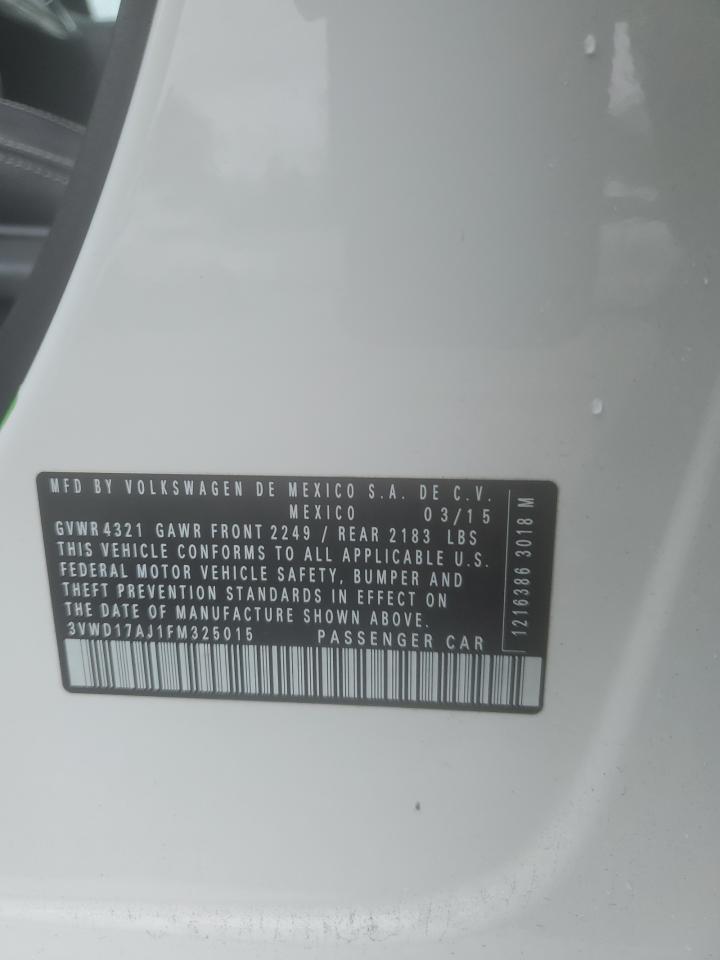 MFD BY VOLKSWAGEN DE MEXICO S.A. DE C.V.
MEXICO 03/15
GVWR 4321 GAWR FRONT 2249 / REAR 2183 LBS
THIS VEHICLE CONFORMS TO ALL APPLICABLE U.S.
FEDERAL MOTOR VEHICLE SAFETY, BUMPER AND
THEFT PREVENTION STANDARDS IN EFFECT ON
THE DATE OF MANUFACTURE SHOWN ABOVE.
3VWD17AJ1FM325015 PASSENGER CAR
1216386 3018 M